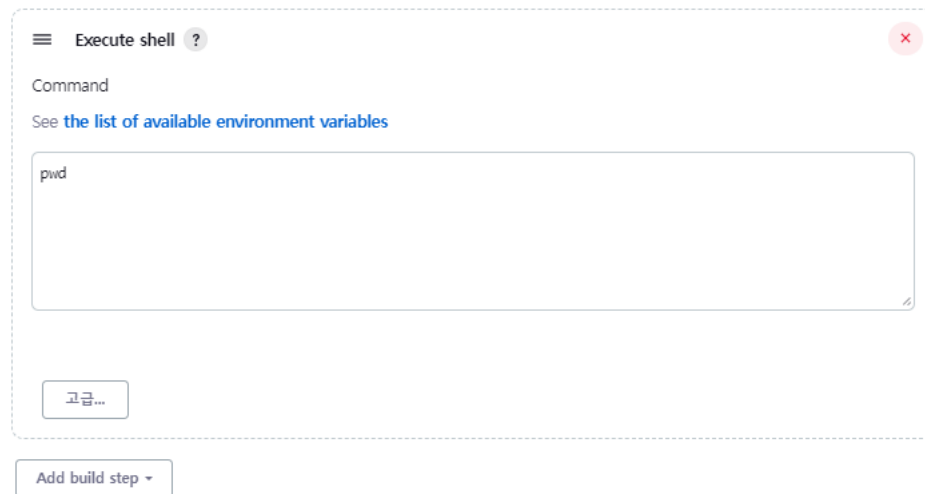 Execute shell ?
Command
See the list of available environment variables
pwd
고급...
Add build step